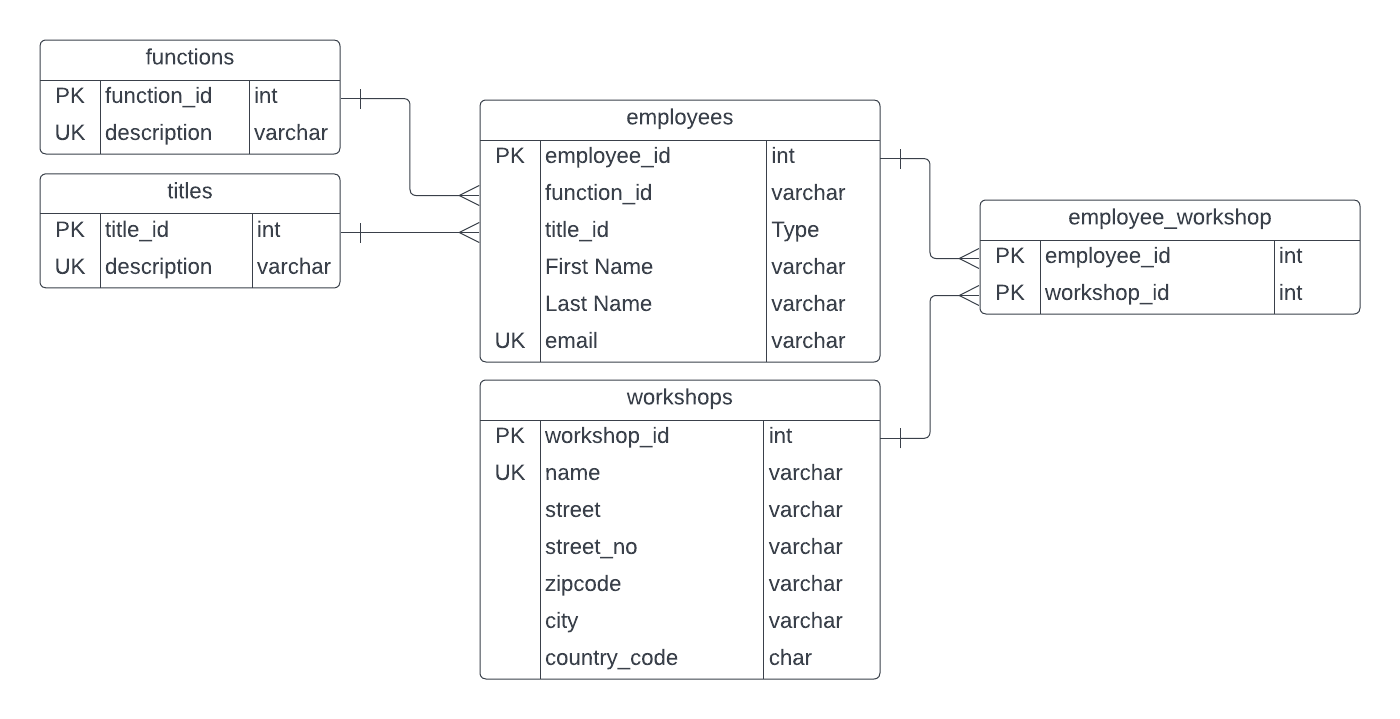 functions
PK function_id int
UK description varchar
titles
PK title_id int
UK description varchar
employees
PK employee_id int
function_id varchar
title_id Type
First Name varchar
Last Name varchar
UK email varchar
workshops
PK workshop_id int
UK name varchar
street varchar
street_no varchar
zipcode varchar
city varchar
country_code char
employee_workshop
PK employee_id int
PK workshop_id int